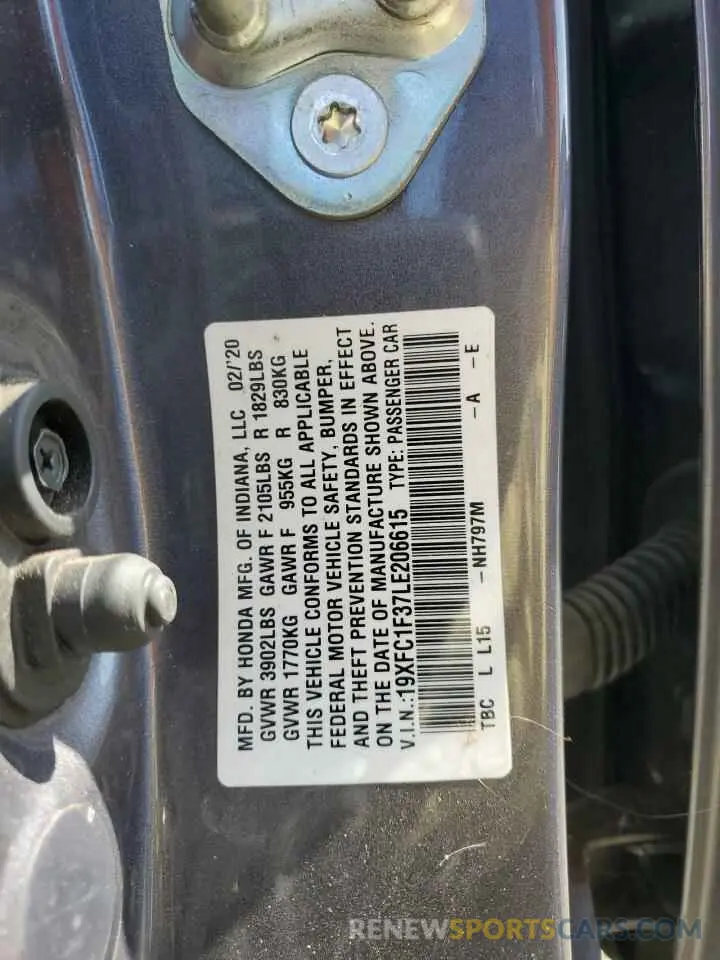 MFD. BY HONDA MFG. OF INDIANA, LLC 02/'20
GVWR 3902LBS GAWR F 2105LBS R 1829LBS
GVWR 1770KG GAWR F 955KG R 830KG
THIS VEHICLE CONFORMS TO ALL APPLICABLE
FEDERAL MOTOR VEHICLE SAFETY, BUMPER,
AND THEFT PREVENTION STANDARDS IN EFFECT
ON THE DATE OF MANUFACTURE SHOWN ABOVE.
V.I.N.:19XFC1F37LE206615 TYPE: PASSENGER CAR
TBC L L15 -NH797M -A -E
RENEWSPORTSCARS.COM